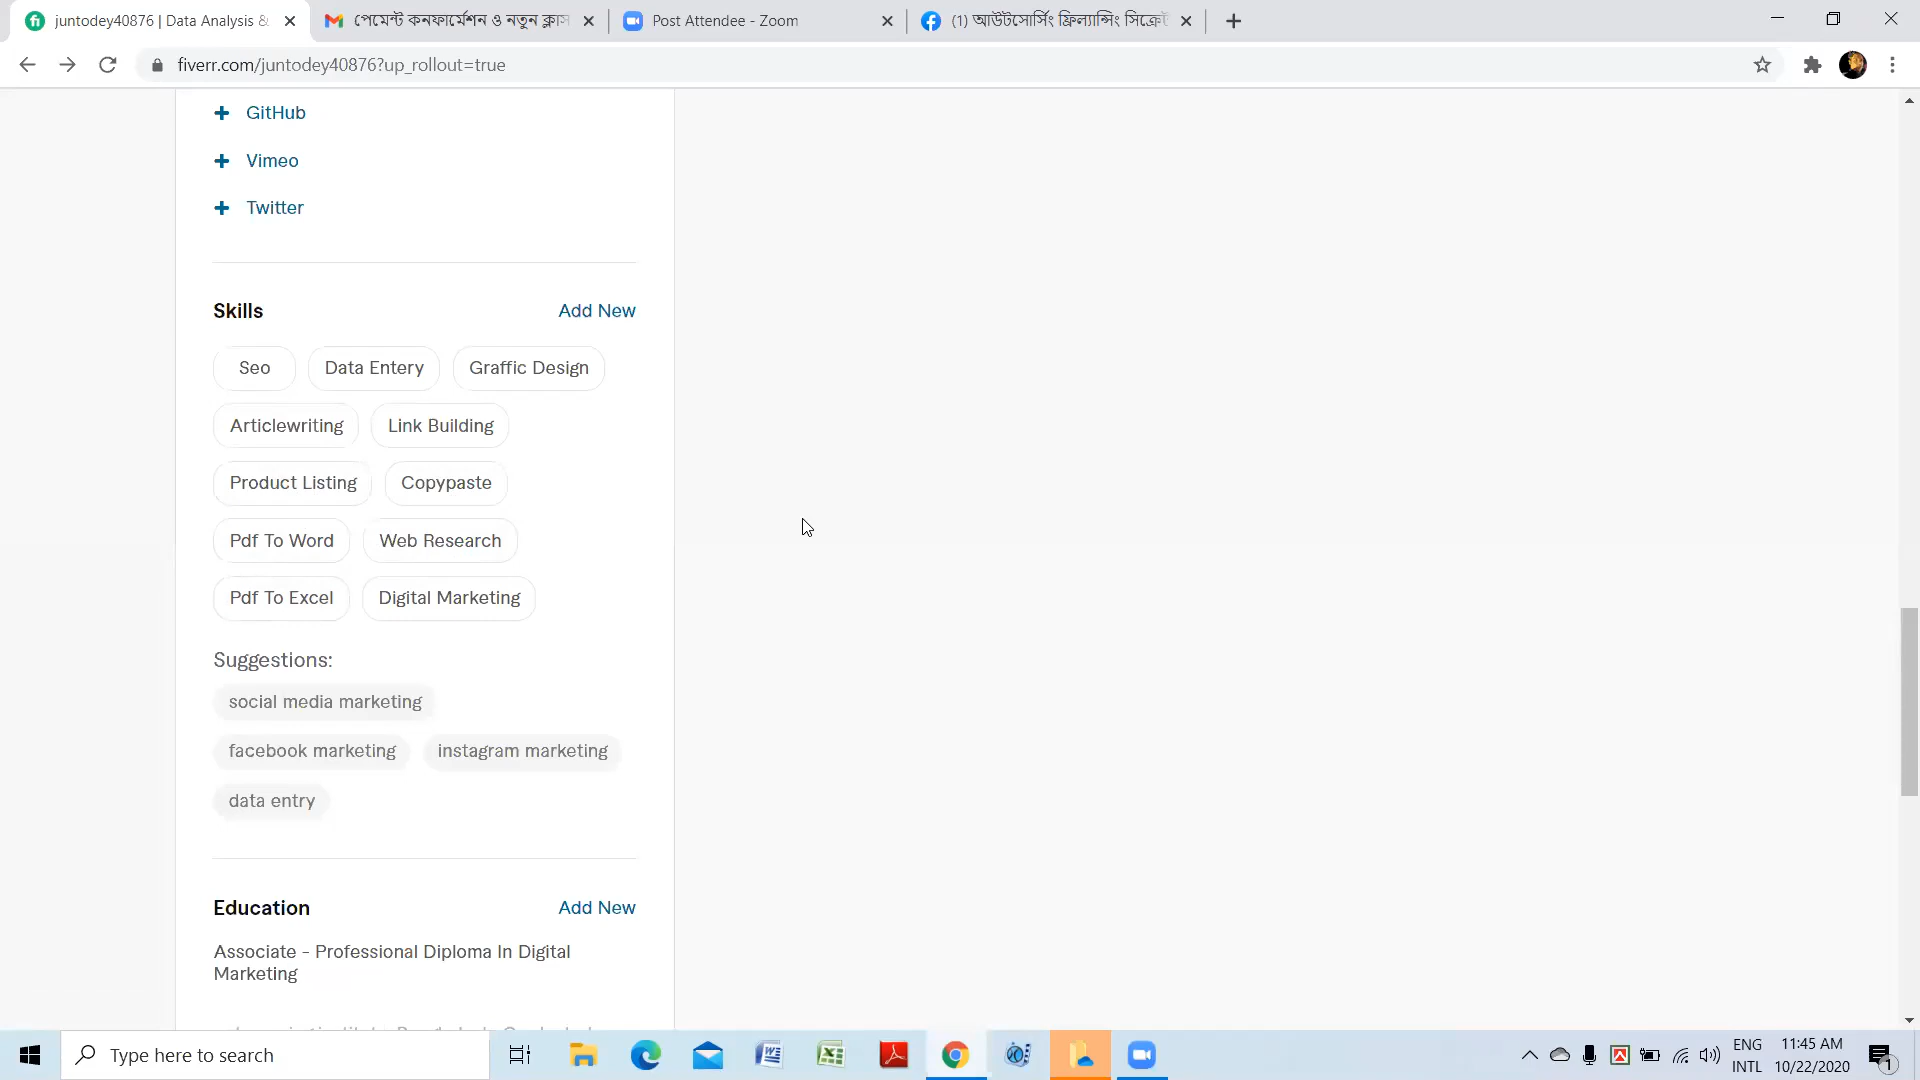 juntodey40876 | Data Analysis &
পেমেন্ট কনফার্মেশন ও নতুন ক্লাস
Post Attendee - Zoom
(1) আউটসোর্সিং ফ্রিল্যান্সিং সিক্রেট
fiverr.com/juntodey40876?up_rollout=true
GitHub
Vimeo
Twitter
Skills
Add New
Seo
Data Entery
Graffic Design
Articlewriting
Link Building
Product Listing
Copypaste
Pdf To Word
Web Research
Pdf To Excel
Digital Marketing
Suggestions:
social media marketing
facebook marketing
instagram marketing
data entry
Education
Add New
Associate - Professional Diploma In Digital
Marketing
Type here to search
ENG
INTL
11:45 AM
10/22/2020
1